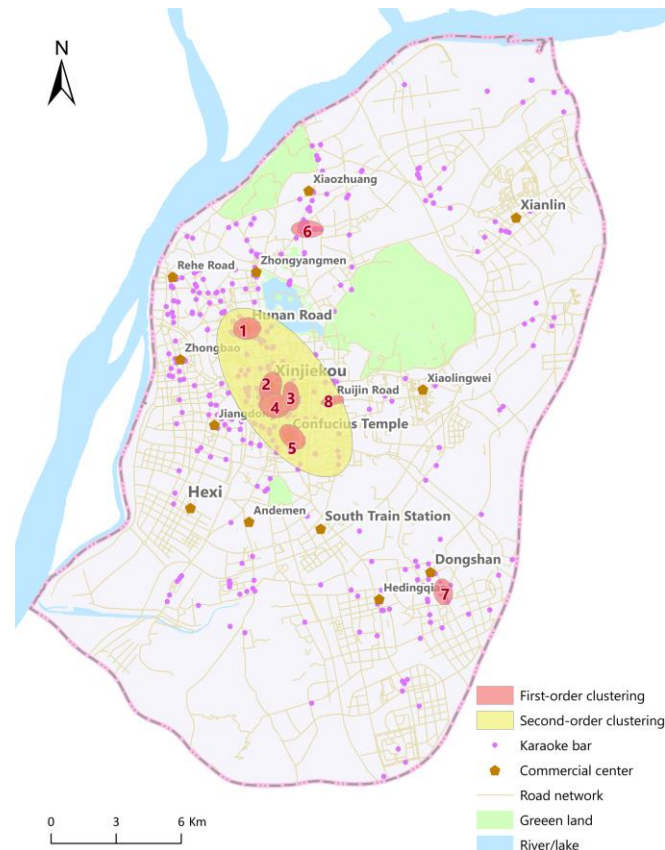 N
Xiaozhuang
Xianlin
6
Zhongyangmen
Rehe Road
Hunan Road
1
Zhongbao
Xinjiekou
2
Xiaolingwei
Ruijin Road
3
8
4
Jiangdon
Confucius Temple
5
Hexi
Andemen
South Train Station
Dongshan
Hedingqia
7
First-order clustering
Second-order clustering
Karaoke bar
Commercial center
Road network
Greeen land
River/lake
0 3 6 Km